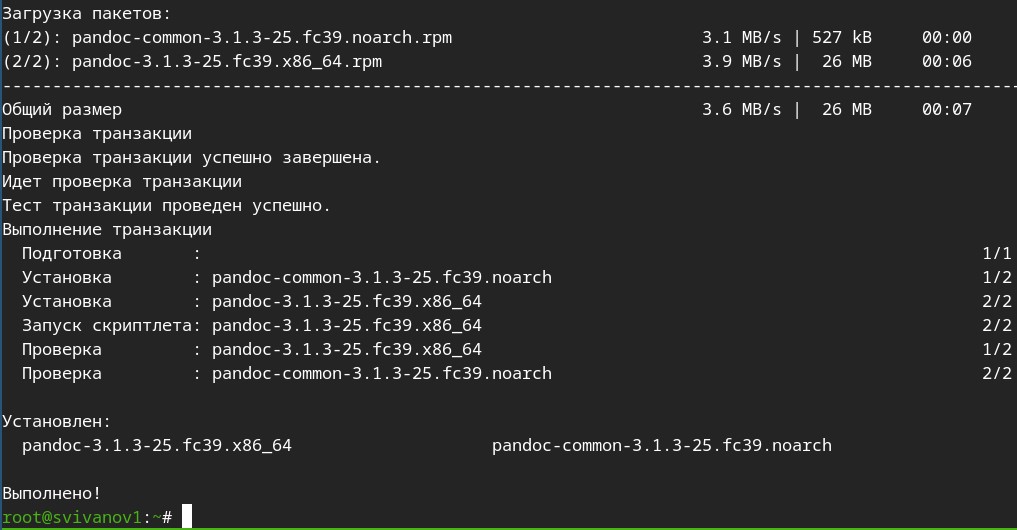 Загрузка пакетов:
(1/2): pandoc-common-3.1.3-25.fc39.noarch.rpm 3.1 MB/s | 527 kB 00:00
(2/2): pandoc-3.1.3-25.fc39.x86_64.rpm 3.9 MB/s | 26 MB 00:06
--------------------------------------------------------------------------------
Общий размер 3.6 MB/s | 26 MB 00:07
Проверка транзакции
Проверка транзакции успешно завершена.
Идет проверка транзакции
Тест транзакции проведен успешно.
Выполнение транзакции
Подготовка : 1/1
Установка : pandoc-common-3.1.3-25.fc39.noarch 1/2
Установка : pandoc-3.1.3-25.fc39.x86_64 2/2
Запуск скриптлета: pandoc-3.1.3-25.fc39.x86_64 2/2
Проверка : pandoc-3.1.3-25.fc39.x86_64 1/2
Проверка : pandoc-common-3.1.3-25.fc39.noarch 2/2
Установлен:
pandoc-3.1.3-25.fc39.x86_64 pandoc-common-3.1.3-25.fc39.noarch
Выполнено!
root@svivanov1:~#